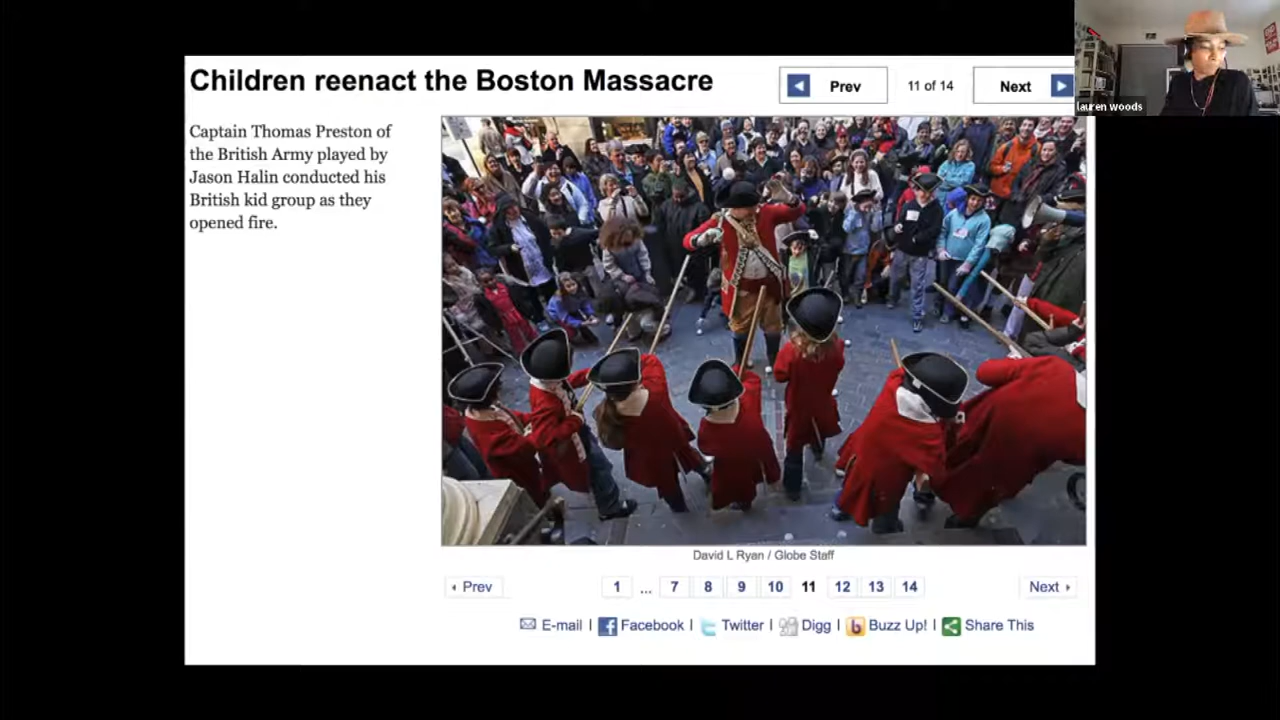 Children reenact the Boston Massacre
Prev
11 of 14
Next
lauren woods
Captain Thomas Preston of
the British Army played by
Jason Halin conducted his
British kid group as they
opened fire.
David L Ryan / Globe Staff
Prev
1 ... 7 8 9 10 11 12 13 14
Next
E-mail | Facebook | Twitter | Digg | Buzz Up! | Share This